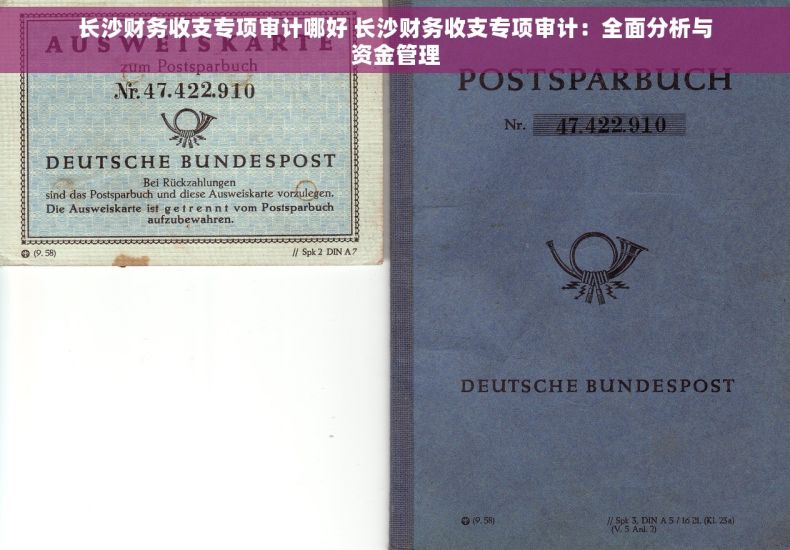 长沙财务收支专项审计哪好 长沙财务收支专项审计：全面分析与
资金管理
AUSWEISKARTE
zum Postsparbuch
Nr. 47.422.910
DEUTSCHE BUNDESPOST
Bei Rückzahlungen
sind das Postsparbuch und diese Ausweiskarte vorzulegen.
Die Ausweiskarte ist getrennt vom Postsparbuch
aufzubewahren.
(9. 58)
// Spk 2 DIN A 7
POSTSPARBUCH
Nr. 47.422.910
DEUTSCHE BUNDESPOST
(9. 58)
// Spk 3, DIN A 5 / 16 Bl. (Kl. 23a)
(V. 5 Anl. 2)